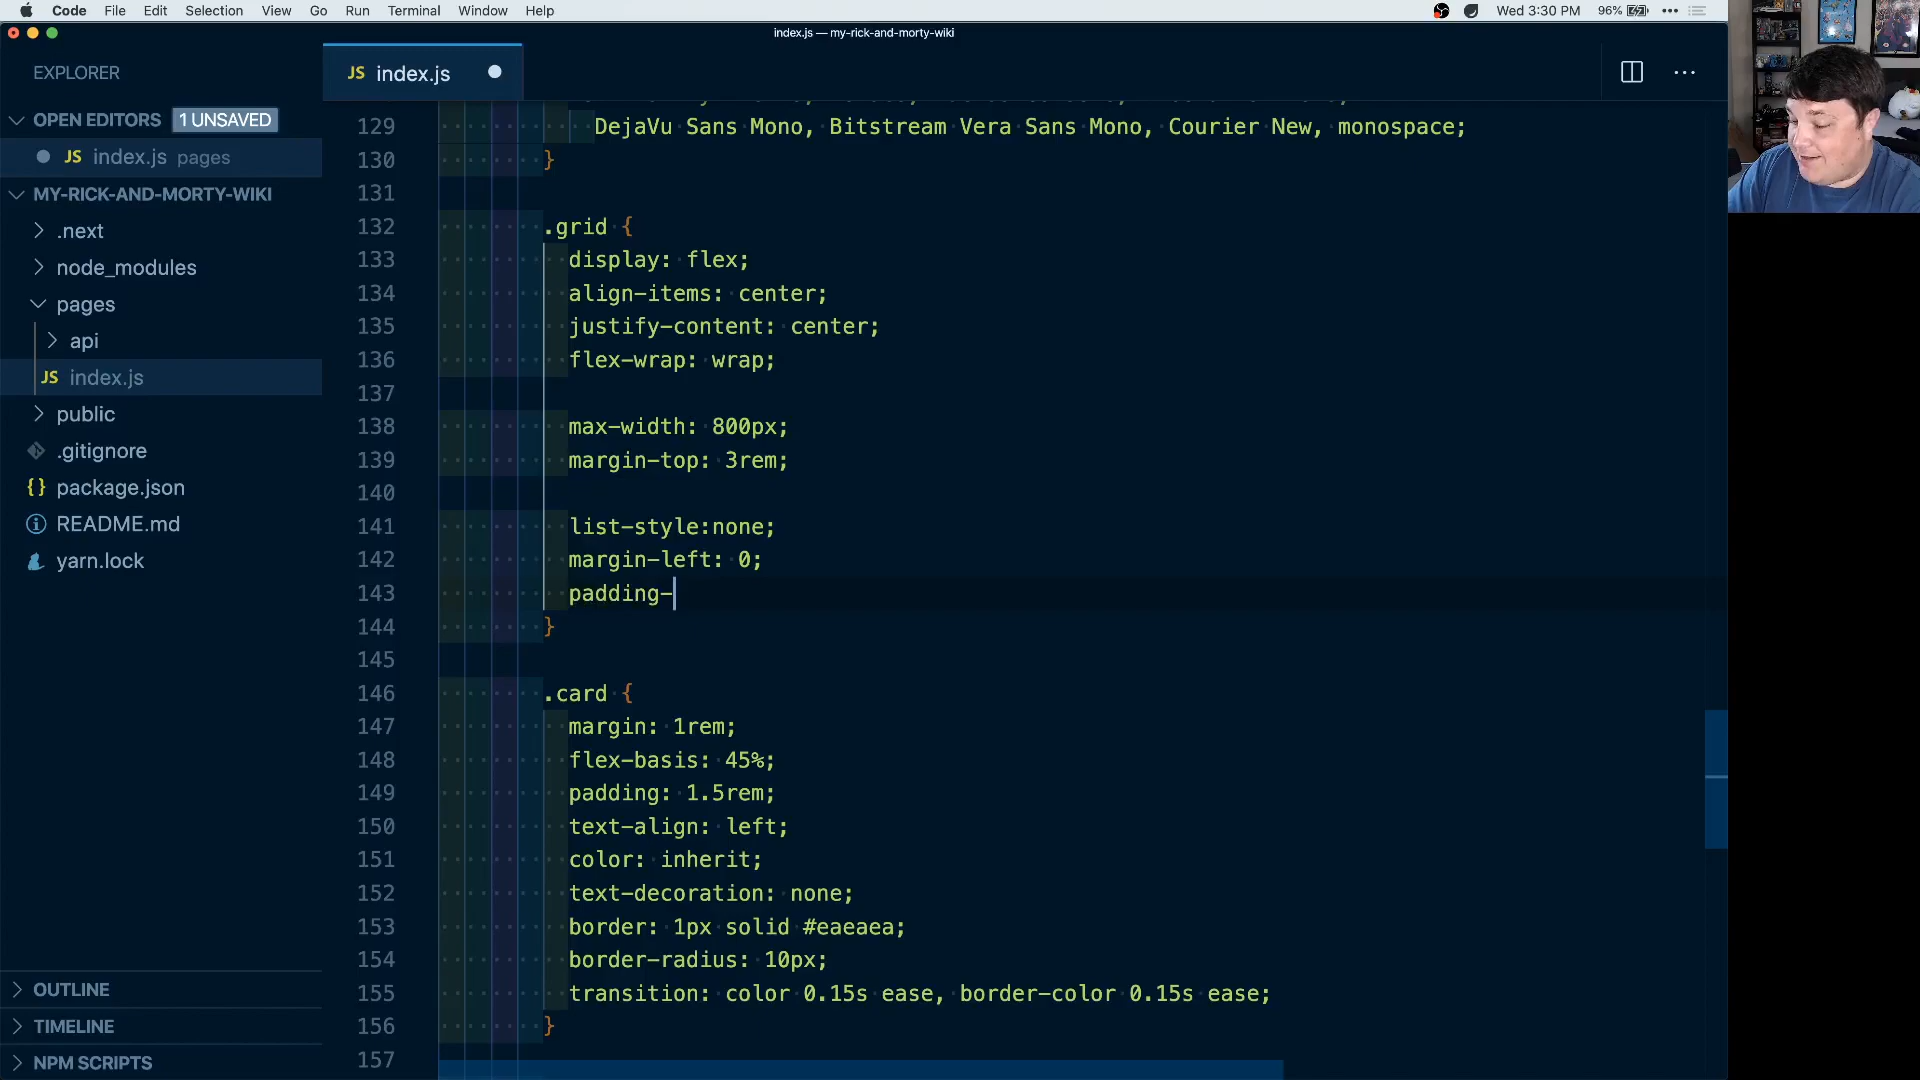 Code File Edit Selection View Go Run Terminal Window Help
Wed 3:30 PM 96%
index.js — my-rick-and-morty-wiki
EXPLORER
JS index.js
OPEN EDITORS 1 UNSAVED
JS index.js pages
MY-RICK-AND-MORTY-WIKI
.next
node_modules
pages
api
JS index.js
public
.gitignore
{} package.json
README.md
yarn.lock
OUTLINE
TIMELINE
NPM SCRIPTS
129 DejaVu Sans Mono, Bitstream Vera Sans Mono, Courier New, monospace;
130 }
131
132 .grid {
133 display: flex;
134 align-items: center;
135 justify-content: center;
136 flex-wrap: wrap;
137
138 max-width: 800px;
139 margin-top: 3rem;
140
141 list-style:none;
142 margin-left: 0;
143 padding-
144 }
145
146 .card {
147 margin: 1rem;
148 flex-basis: 45%;
149 padding: 1.5rem;
150 text-align: left;
151 color: inherit;
152 text-decoration: none;
153 border: 1px solid #eaeaea;
154 border-radius: 10px;
155 transition: color 0.15s ease, border-color 0.15s ease;
156 }
157